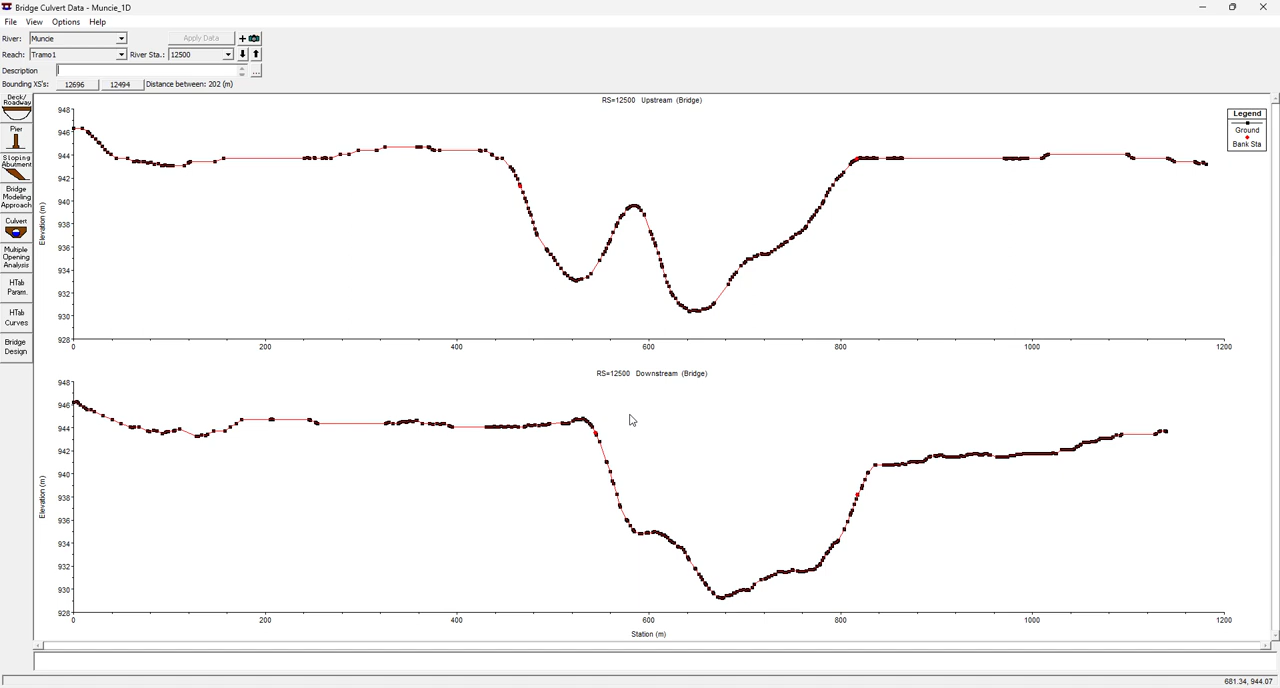 Bridge Culvert Data - Muncie_1D
File View Options Help
River: Muncie Apply Data
Reach: Tramo1 River Sta.: 12500
Description ...
Bounding XS's: 12696 12494 Distance between: 202 (m)
Deck/
Roadway
Pier
Sloping
Abutment
Bridge
Modeling
Approach
Culvert
Multiple
Opening
Analysis
HTab
Param.
HTab
Curves
Bridge
Design
RS=12500 Upstream (Bridge)
948
946
944
942
940
938
936
934
932
930
928
Elevation (m)
0 200 400 600 800 1000 1200
Legend
Ground
Bank Sta
RS=12500 Downstream (Bridge)
948
946
944
942
940
938
936
934
932
930
928
Elevation (m)
0 200 400 600 800 1000 1200
Station (m)
681.34, 944.07